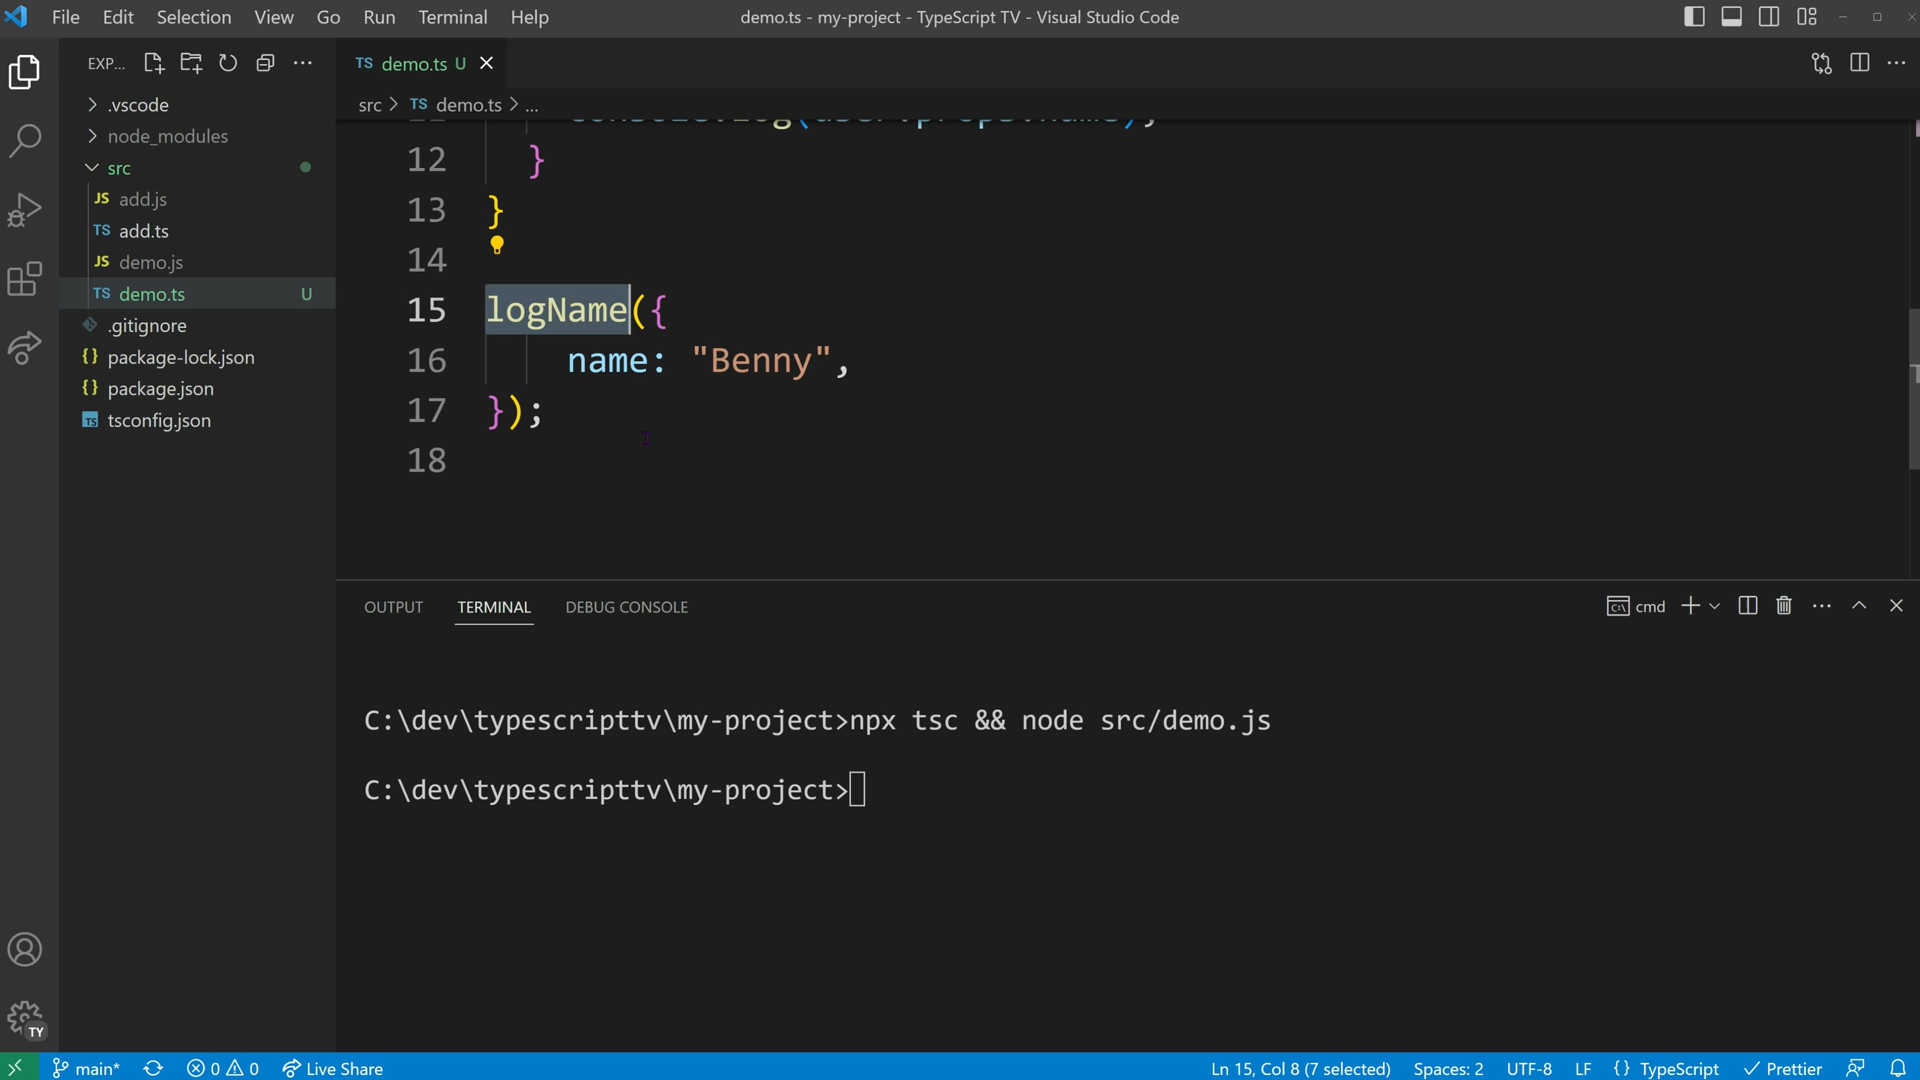 File Edit Selection View Go Run Terminal Help demo.ts - my-project - TypeScript TV - Visual Studio Code
EXP... TS demo.ts U
src > TS demo.ts > ...
.vscode
node_modules
src
JS add.js
TS add.ts
JS demo.js
TS demo.ts U
.gitignore
{} package-lock.json
{} package.json
TS tsconfig.json
12 }
13 }
14
15 logName({
16 name: "Benny",
17 });
18
OUTPUT TERMINAL DEBUG CONSOLE cmd
C:\dev\typescripttv\my-project>npx tsc && node src/demo.js
C:\dev\typescripttv\my-project>
TY
main* 0 0 Live Share Ln 15, Col 8 (7 selected) Spaces: 2 UTF-8 LF {} TypeScript Prettier